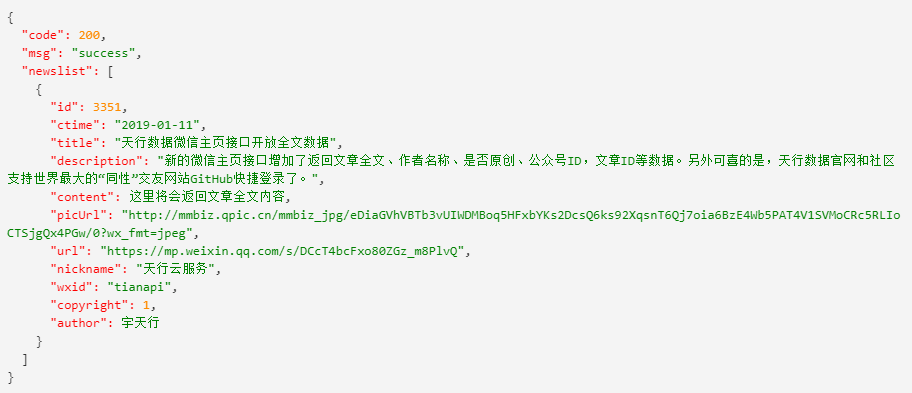 {
"code": 200,
"msg": "success",
"newslist": [
{
"id": 3351,
"ctime": "2019-01-11",
"title": "天行数据微信主页接口开放全文数据",
"description": "新的微信主页接口增加了返回文章全文、作者名称、是否原创、公众号ID，文章ID等数据。另外可喜的是，天行数据官网和社区
支持世界最大的“同性”交友网站GitHub快捷登录了。",
"content": 这里将会返回文章全文内容,
"picUrl": "http://mmbiz.qpic.cn/mmbiz_jpg/eDiaGVhVBTb3vUIWDMBoq5HFxbYKs2DcsQ6ks92XqsnT6Qj7oia6BzE4Wb5PAT4V1SVMoCRc5RLIo
CTSjgQx4PGw/0?wx_fmt=jpeg",
"url": "https://mp.weixin.qq.com/s/DCcT4bcFxo80ZGz_m8PlvQ",
"nickname": "天行云服务",
"wxid": "tianapi",
"copyright": 1,
"author": 宇天行
}
]
}